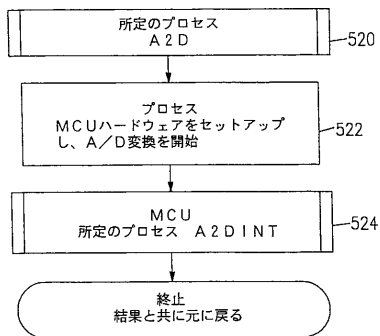 所定のプロセス
A2D
520
プロセス
MCUハードウェアをセットアップ
し、A/D変換を開始
522
MCU
所定のプロセス A2DINT
524
終止
結果と共に元に戻る